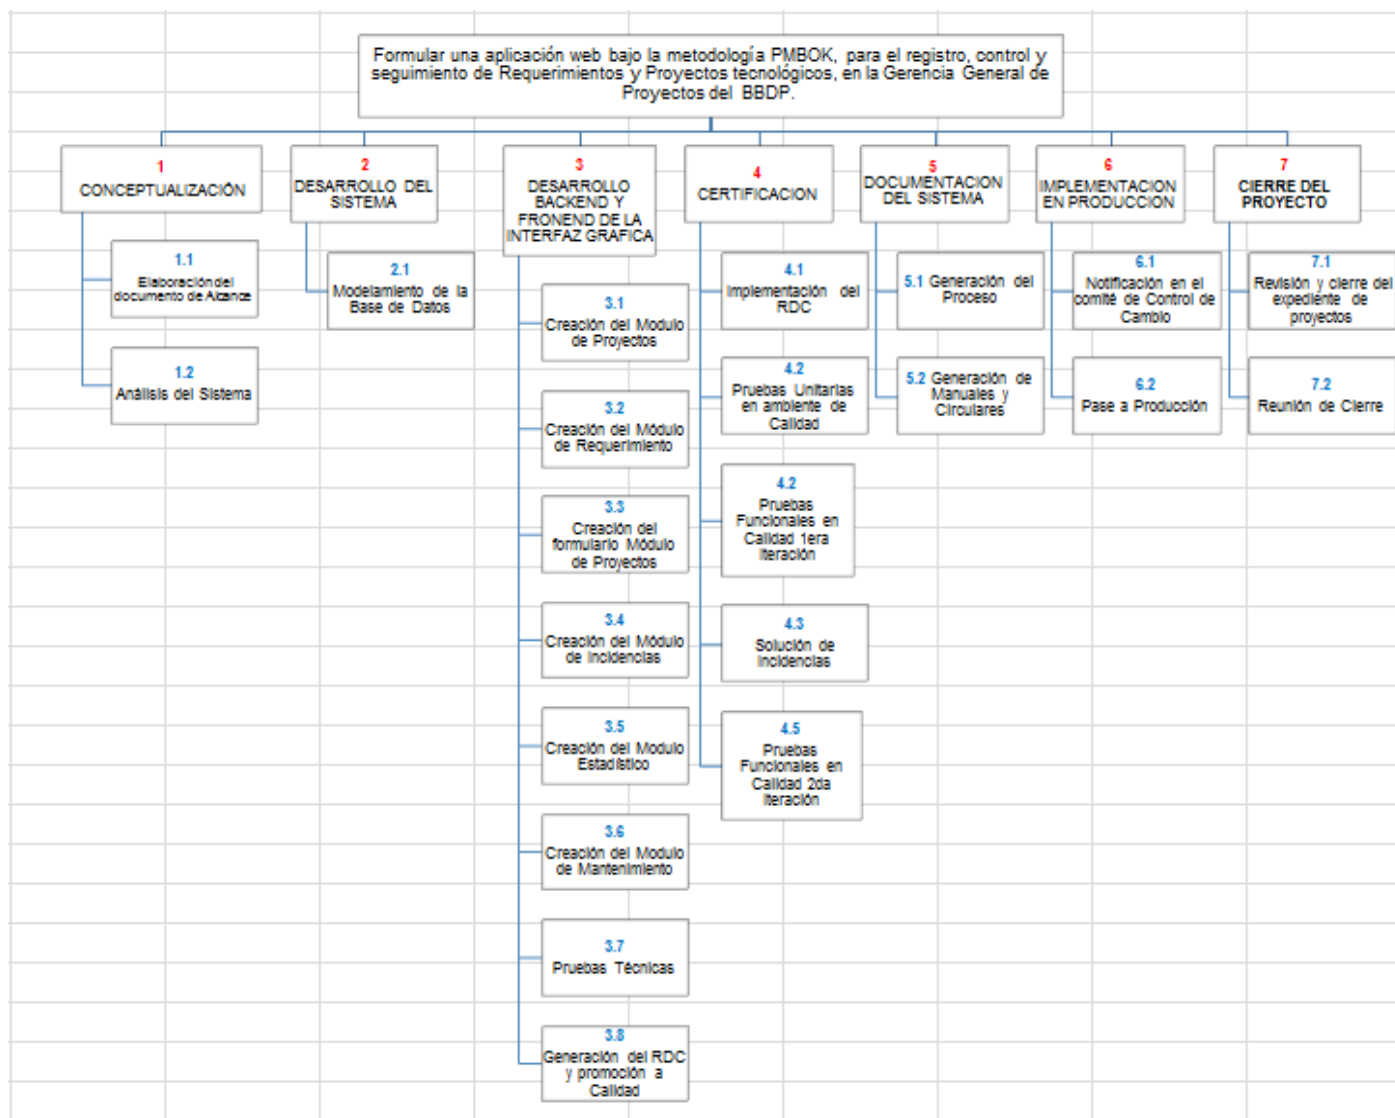 Formular una aplicación web bajo la metodología PMBOK, para el registro, control y
seguimiento de Requerimientos y Proyectos tecnológicos, en la Gerencia General de
Proyectos del BBDP.
1
CONCEPTUALIZACIÓN
1.1
Elaboración del
documento de Alcance
1.2
Análisis del Sistema
2
DESARROLLO DEL
SISTEMA
2.1
Modelamiento de la
Base de Datos
3
DESARROLLO
BACKEND Y
FRONEND DE LA
INTERFAZ GRAFICA
3.1
Creación del Modulo
de Proyectos
3.2
Creación del Módulo
de Requerimiento
3.3
Creación del
formulario Módulo
de Proyectos
3.4
Creación del Módulo
de Incidencias
3.5
Creación del Modulo
Estadístico
3.6
Creación del Modulo
de Mantenimiento
3.7
Pruebas Técnicas
3.8
Generación del RDC
y promoción a
Calidad
4
CERTIFICACION
4.1
Implementación del
RDC
4.2
Pruebas Unitarias
en ambiente de
Calidad
4.2
Pruebas
Funcionales en
Calidad 1era
Iteración
4.3
Solución de
Incidencias
4.5
Pruebas
Funcionales en
Calidad 2da
Iteración
5
DOCUMENTACION
DEL SISTEMA
5.1 Generación del
Proceso
5.2 Generación de
Manuales y
Circulares
6
IMPLEMENTACION
EN PRODUCCION
6.1
Notificación en el
comité de Control de
Cambio
6.2
Pase a Producción
7
CIERRE DEL
PROYECTO
7.1
Revisión y cierre del
expediente de
proyectos
7.2
Reunión de Cierre